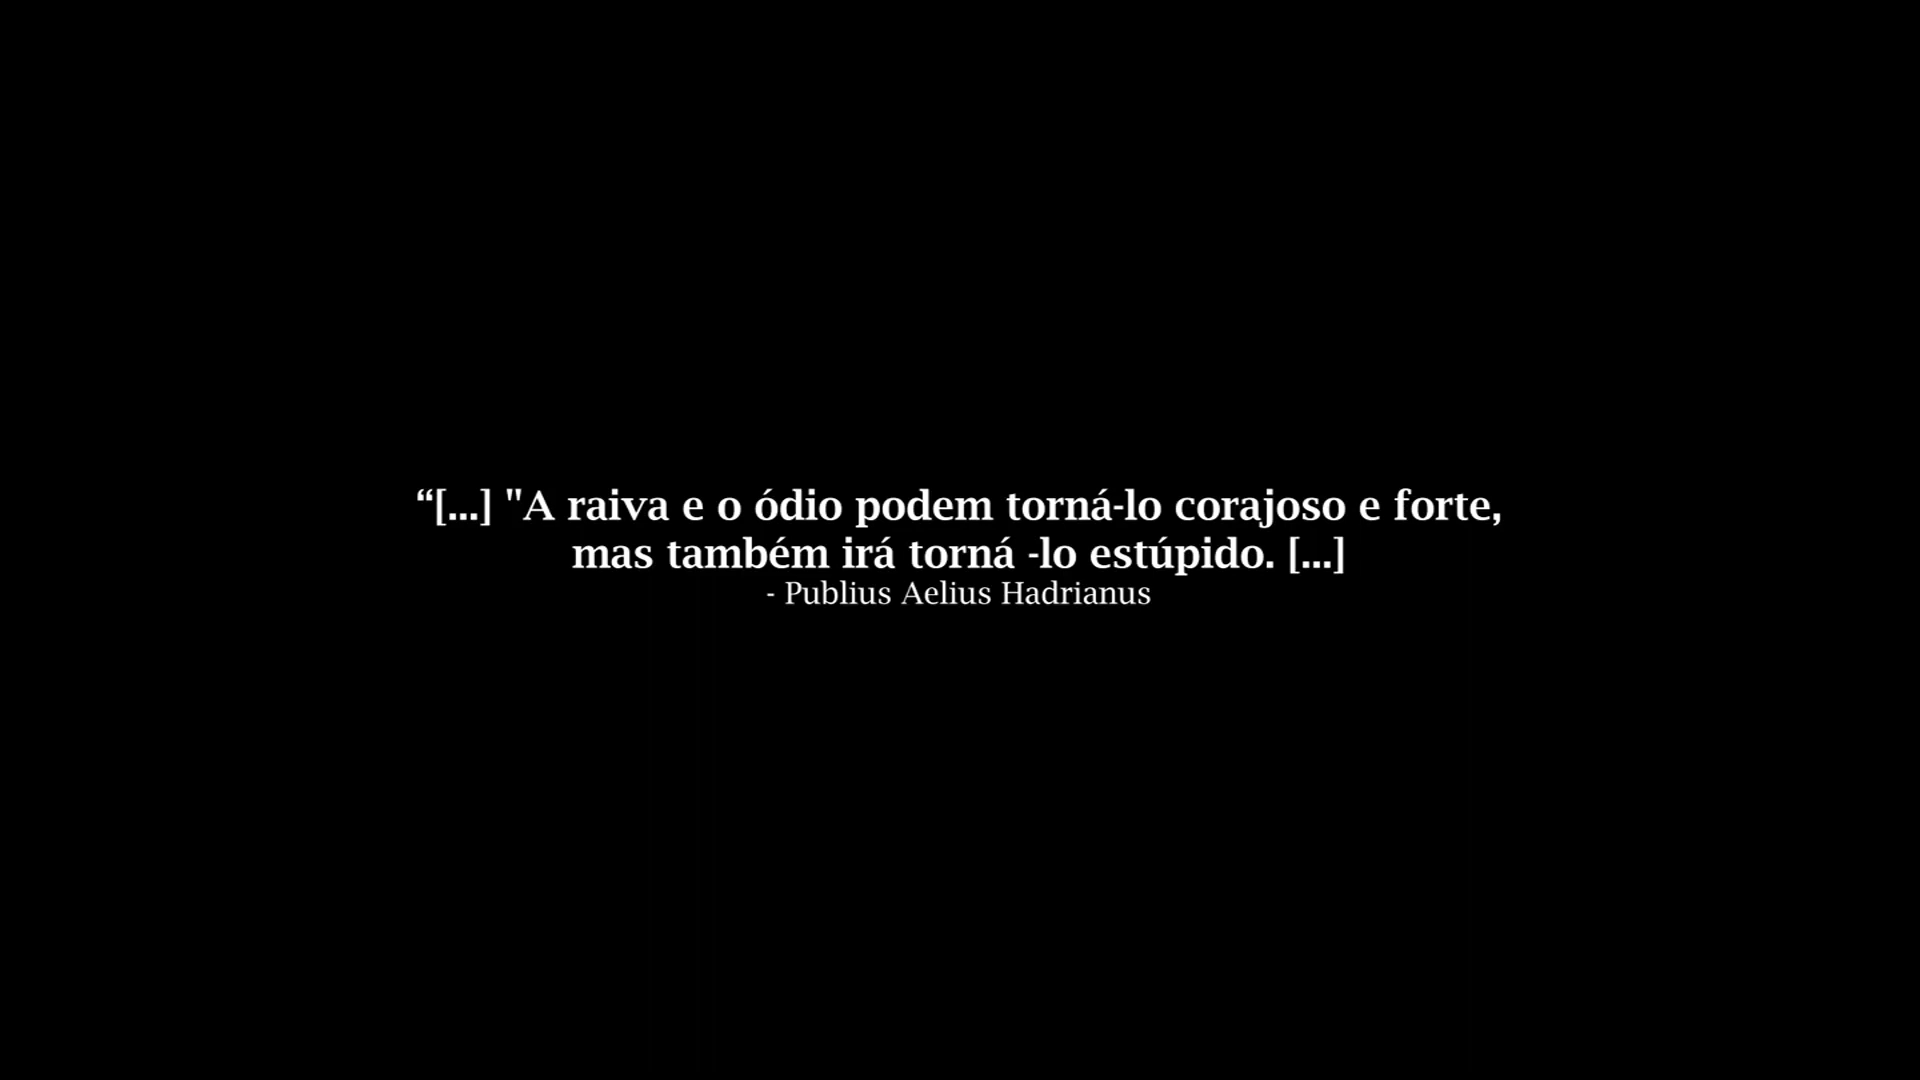 “[...] "A raiva e o ódio podem torná-lo corajoso e forte,
mas também irá torná -lo estúpido. [...]
- Publius Aelius Hadrianus